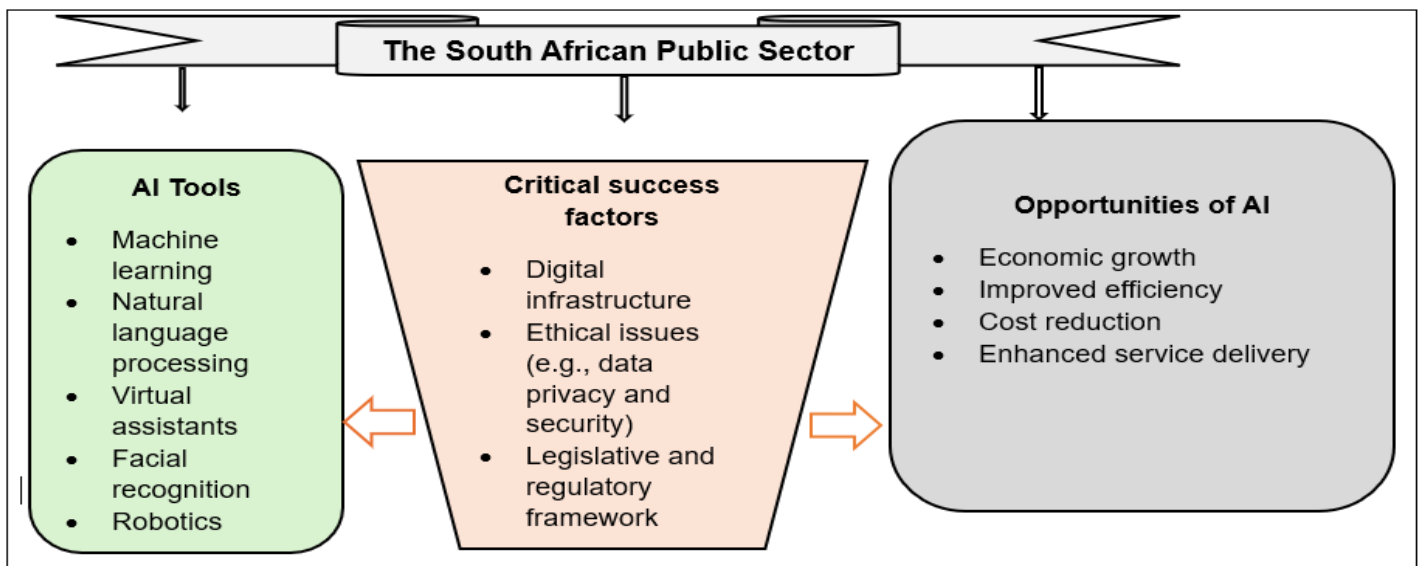 The South African Public Sector
AI Tools
• Machine
learning
• Natural
language
processing
• Virtual
assistants
• Facial
recognition
• Robotics
Critical success
factors
• Digital
infrastructure
• Ethical issues
(e.g., data
privacy and
security)
• Legislative and
regulatory
framework
Opportunities of AI
• Economic growth
• Improved efficiency
• Cost reduction
• Enhanced service delivery